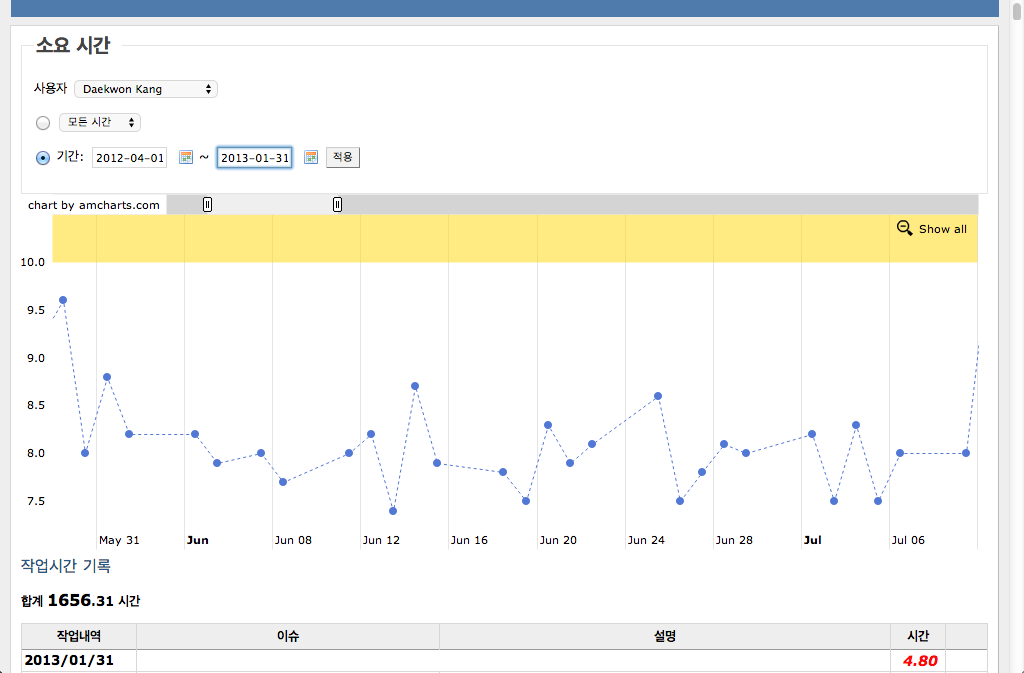 소요 시간
사용자 Daekwon Kang
모든 시간
기간: 2012-04-01 ~ 2013-01-31 적용
chart by amcharts.com
Show all
10.0
9.5
9.0
8.5
8.0
7.5
May 31 Jun Jun 08 Jun 12 Jun 16 Jun 20 Jun 24 Jun 28 Jul Jul 06
작업시간 기록
합계 1656.31 시간
작업내역 이슈 설명 시간
2013/01/31 4.80